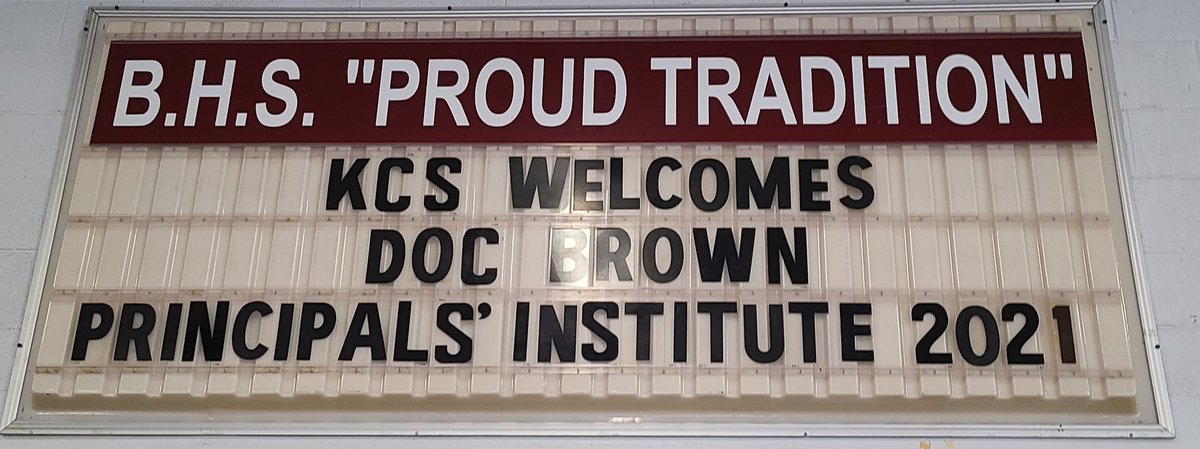 B.H.S. "PROUD TRADITION"
KCS WELCOMES
DOC BROWN
PRINCIPALS' INSTITUTE 2021